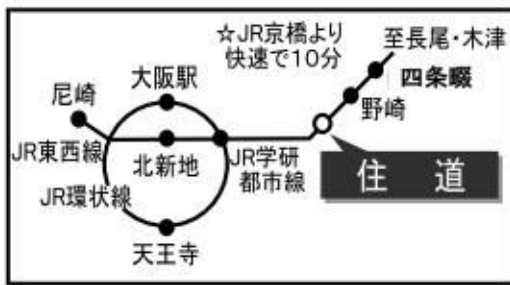 ☆JR京橋より
快速で10分
至長尾・木津
四条畷
野崎
大阪駅
尼崎
JR東西線
北新地
JR学研
都市線
住 道
JR環状線
天王寺